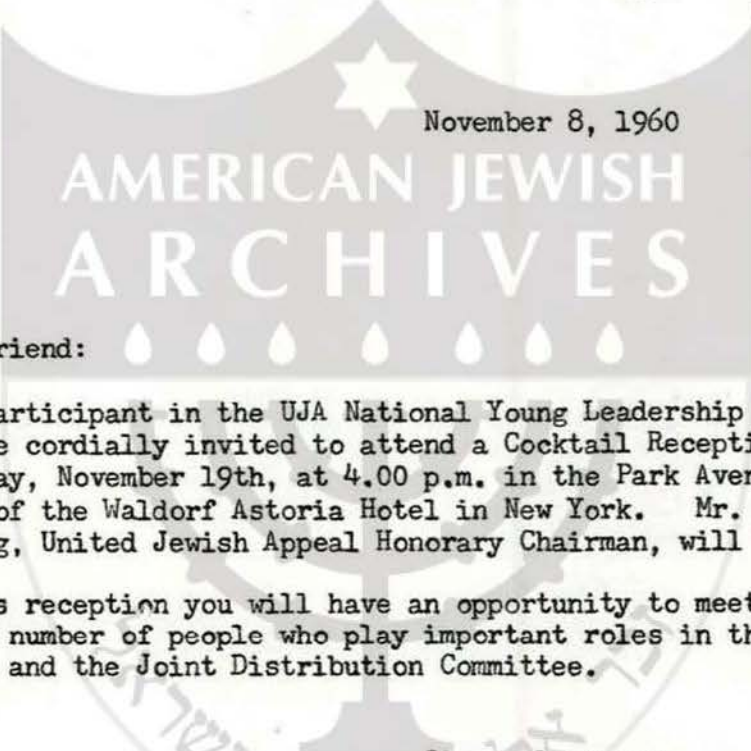 November 8, 1960
AMERICAN JEWISH
ARCHIVES
riend:
articipant in the UJA National Young Leadership
e cordially invited to attend a Cocktail Recepti
ay, November 19th, at 4.00 p.m. in the Park Aven
of the Waldorf Astoria Hotel in New York. Mr.
g, United Jewish Appeal Honorary Chairman, will
s reception you will have an opportunity to meet
number of people who play important roles in th
and the Joint Distribution Committee.